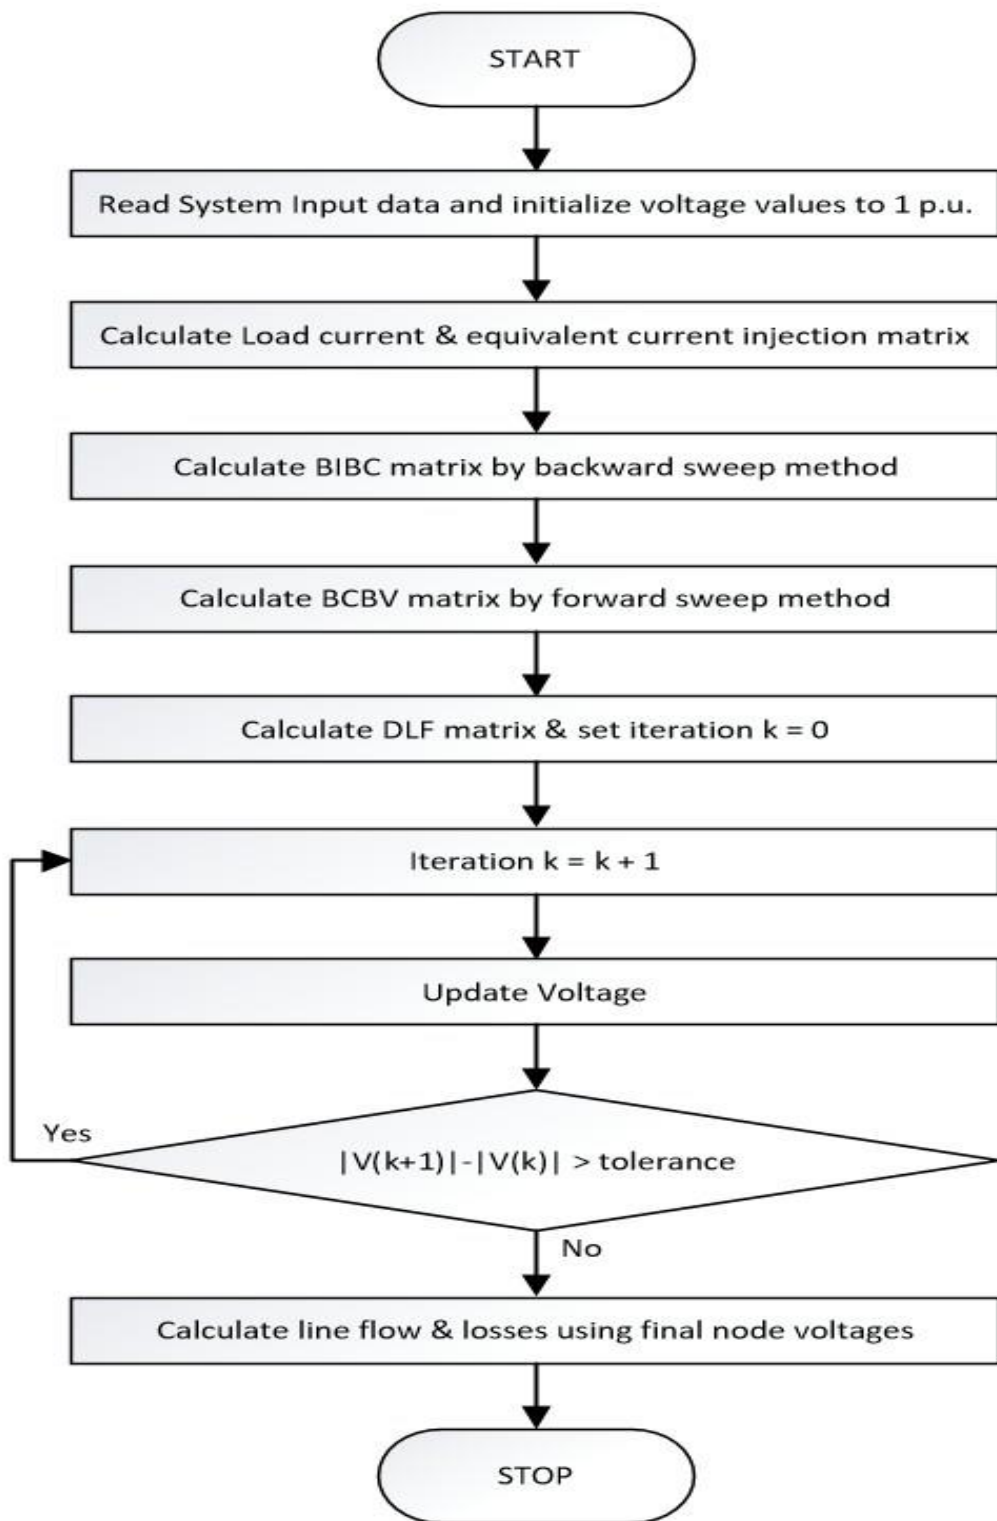 START
Read System Input data and initialize voltage values to 1 p.u.
Calculate Load current & equivalent current injection matrix
Calculate BIBC matrix by backward sweep method
Calculate BCBV matrix by forward sweep method
Calculate DLF matrix & set iteration k = 0
Iteration k = k + 1
Update Voltage
Yes
|V(k+1)|-|V(k)| > tolerance
No
Calculate line flow & losses using final node voltages
STOP